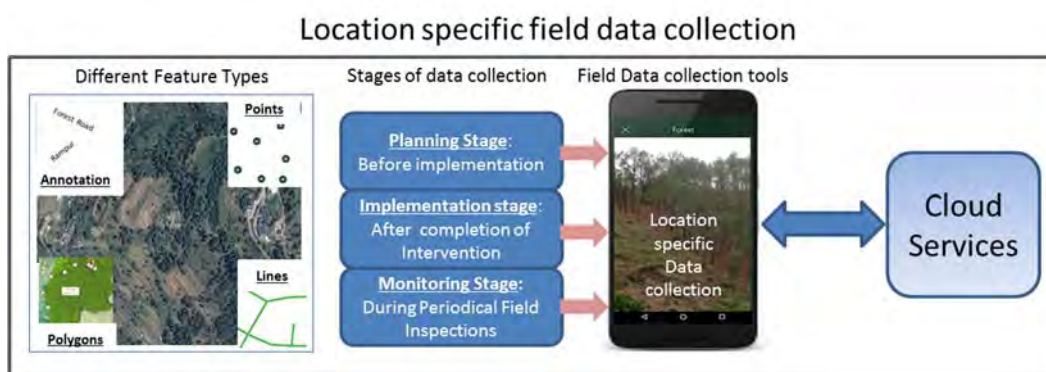 Location specific field data collection
Different Feature Types
Stages of data collection
Field Data collection tools
Forest Road
Rampur
Annotation
Points
Polygons
Lines
Planning Stage:
Before implementation
Implementation stage:
After completion of
Intervention
Monitoring Stage:
During Periodical Field
Inspections
Forest
Location
specific
Data
collection
Cloud
Services